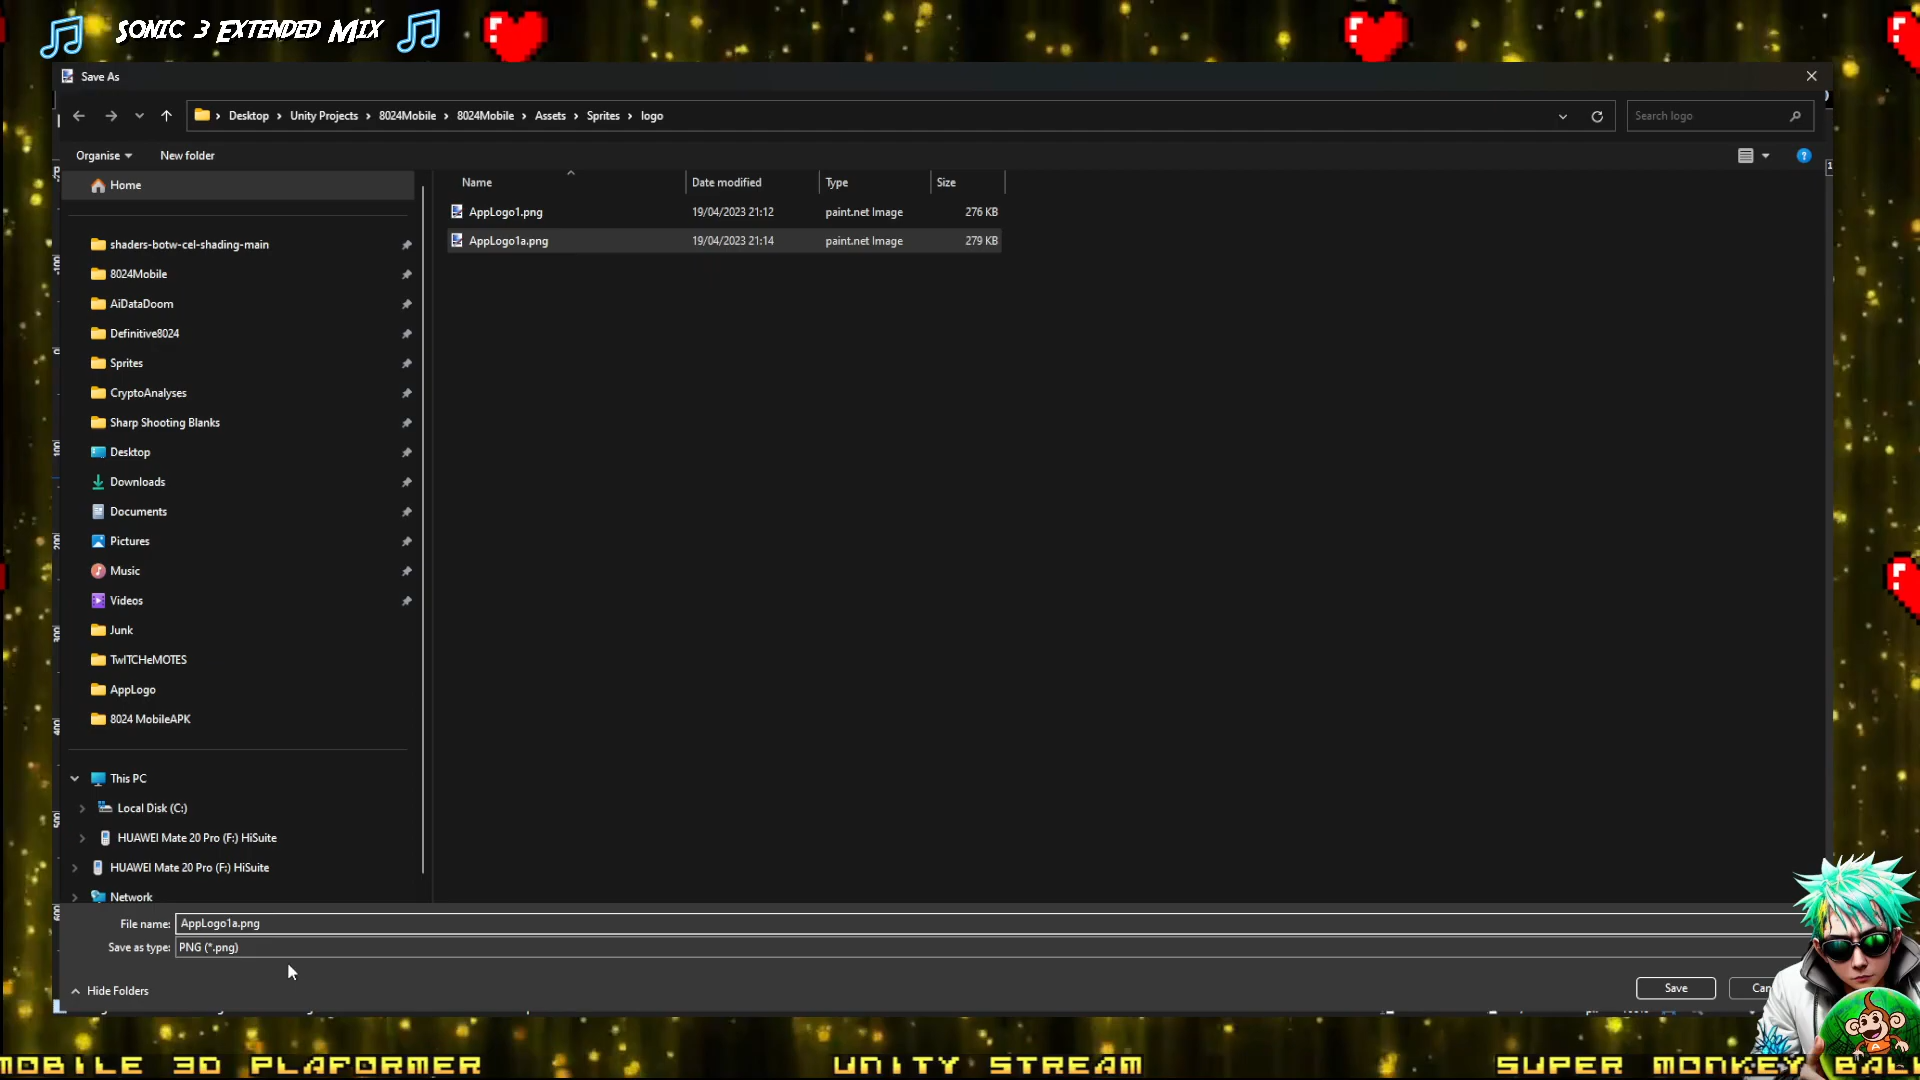 Sonic 3 Extended Mix
Save As
Desktop > Unity Projects > 8024Mobile > 8024Mobile > Assets > Sprites > logo
Search logo
Organise
New folder
Home
Name
Date modified
Type
Size
AppLogo1.png 19/04/2023 21:12 paint.net Image 276 KB
AppLogo1a.png 19/04/2023 21:14 paint.net Image 279 KB
shaders-botw-cel-shading-main
8024Mobile
AiDataDoom
Definitive8024
Sprites
CryptoAnalyses
Sharp Shooting Blanks
Desktop
Downloads
Documents
Pictures
Music
Videos
Junk
TwITCHeMOTES
AppLogo
8024 MobileAPK
This PC
Local Disk (C:)
HUAWEI Mate 20 Pro (F:) HiSuite
HUAWEI Mate 20 Pro (F:) HiSuite
Network
File name: AppLogo1a.png
Save as type: PNG (*.png)
Hide Folders
Save
Can
MOBILE 3D PLAFORMER
UNITY STREAM
SUPER MONKEY BALL